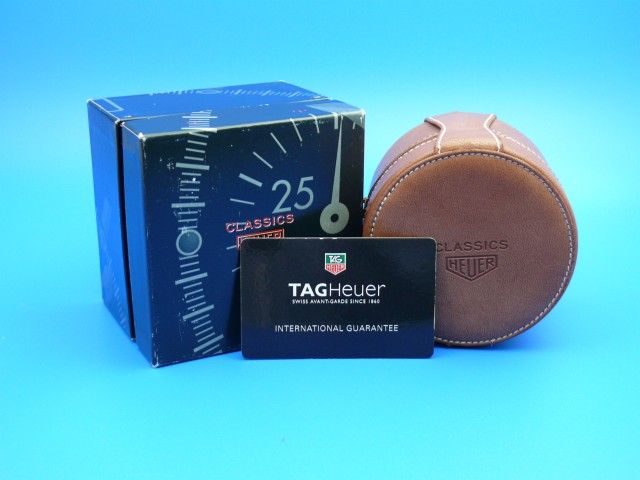 25
CLASSICS
HEUER
TAG
HEUER
TAGHeuer
SWISS AVANT-GARDE SINCE 1860
INTERNATIONAL GUARANTEE
CLASSICS
HEUER